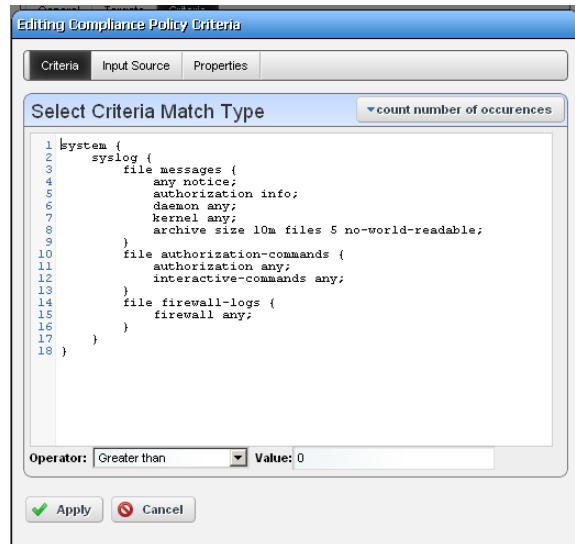 General Targets Criteria
Editing Compliance Policy Criteria
Criteria Input Source Properties
Select Criteria Match Type count number of occurences
1 system {
2 syslog {
3 file messages {
4 any notice;
5 authorization info;
6 daemon any;
7 kernel any;
8 archive size 10m files 5 no-world-readable;
9 }
10 file authorization-commands {
11 authorization any;
12 interactive-commands any;
13 }
14 file firewall-logs {
15 firewall any;
16 }
17 }
18 }
Operator: Greater than Value: 0
Apply Cancel